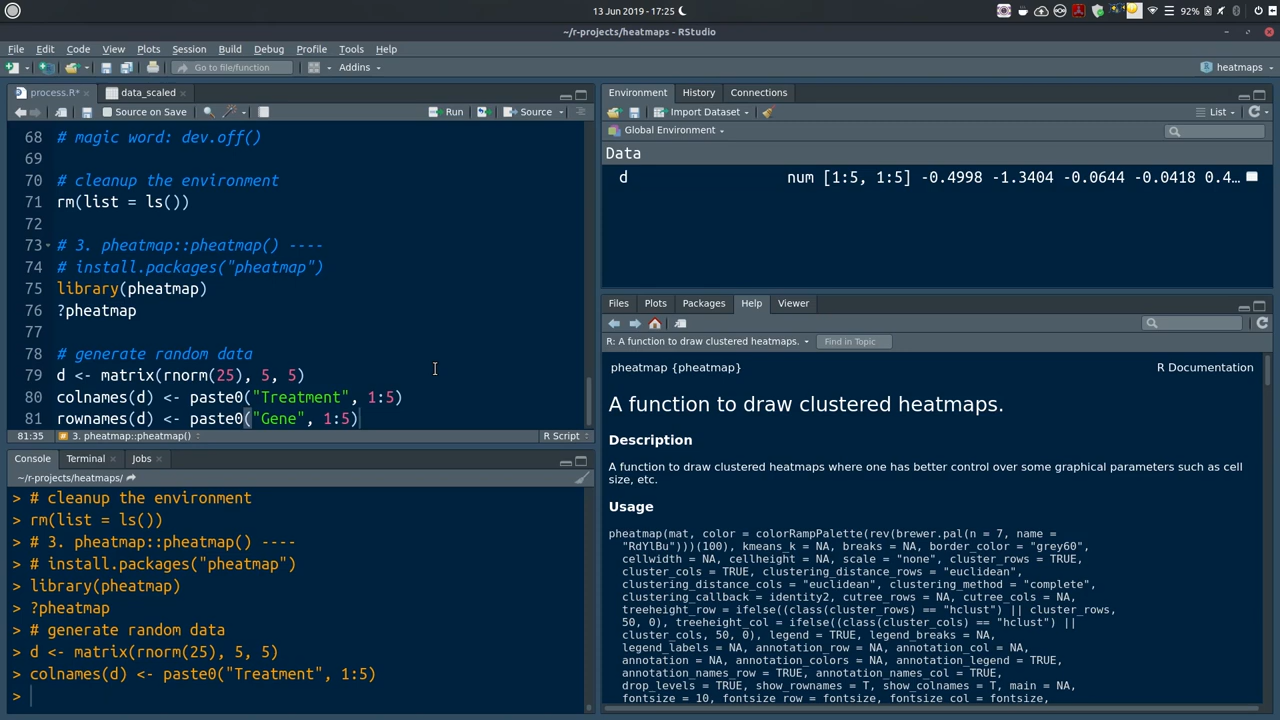 13 Jun 2019 - 17:25
92%
~/r-projects/heatmaps - RStudio
File Edit Code View Plots Session Build Debug Profile Tools Help
Go to file/function
Addins
heatmaps
process.R*
data_scaled
Source on Save
Run
Source
68 # magic word: dev.off()
69
70 # cleanup the environment
71 rm(list = ls())
72
73 # 3. pheatmap::pheatmap() ----
74 # install.packages("pheatmap")
75 library(pheatmap)
76 ?pheatmap
77
78 # generate random data
79 d <- matrix(rnorm(25), 5, 5)
80 colnames(d) <- paste0("Treatment", 1:5)
81 rownames(d) <- paste0("Gene", 1:5)
81:35 3. pheatmap::pheatmap() R Script
Console Terminal Jobs
~/r-projects/heatmaps/
> # cleanup the environment
> rm(list = ls())
> # 3. pheatmap::pheatmap() ----
> # install.packages("pheatmap")
> library(pheatmap)
> ?pheatmap
> # generate random data
> d <- matrix(rnorm(25), 5, 5)
> colnames(d) <- paste0("Treatment", 1:5)
>
Environment History Connections
Import Dataset
List
Global Environment
Data
d num [1:5, 1:5] -0.4998 -1.3404 -0.0644 -0.0418 0.4…
Files Plots Packages Help Viewer
R: A function to draw clustered heatmaps.
Find in Topic
pheatmap {pheatmap} R Documentation
A function to draw clustered heatmaps.
Description
A function to draw clustered heatmaps where one has better control over some graphical parameters such as cell
size, etc.
Usage
pheatmap(mat, color = colorRampPalette(rev(brewer.pal(n = 7, name =
"RdYlBu")))(100), kmeans_k = NA, breaks = NA, border_color = "grey60",
cellwidth = NA, cellheight = NA, scale = "none", cluster_rows = TRUE,
cluster_cols = TRUE, clustering_distance_rows = "euclidean",
clustering_distance_cols = "euclidean", clustering_method = "complete",
clustering_callback = identity2, cutree_rows = NA, cutree_cols = NA,
treeheight_row = ifelse((class(cluster_rows) == "hclust") || cluster_rows,
50, 0), treeheight_col = ifelse((class(cluster_cols) == "hclust") ||
cluster_cols, 50, 0), legend = TRUE, legend_breaks = NA,
legend_labels = NA, annotation_row = NA, annotation_col = NA,
annotation = NA, annotation_colors = NA, annotation_legend = TRUE,
annotation_names_row = TRUE, annotation_names_col = TRUE,
drop_levels = TRUE, show_rownames = T, show_colnames = T, main = NA,
fontsize = 10, fontsize_row = fontsize, fontsize_col = fontsize,